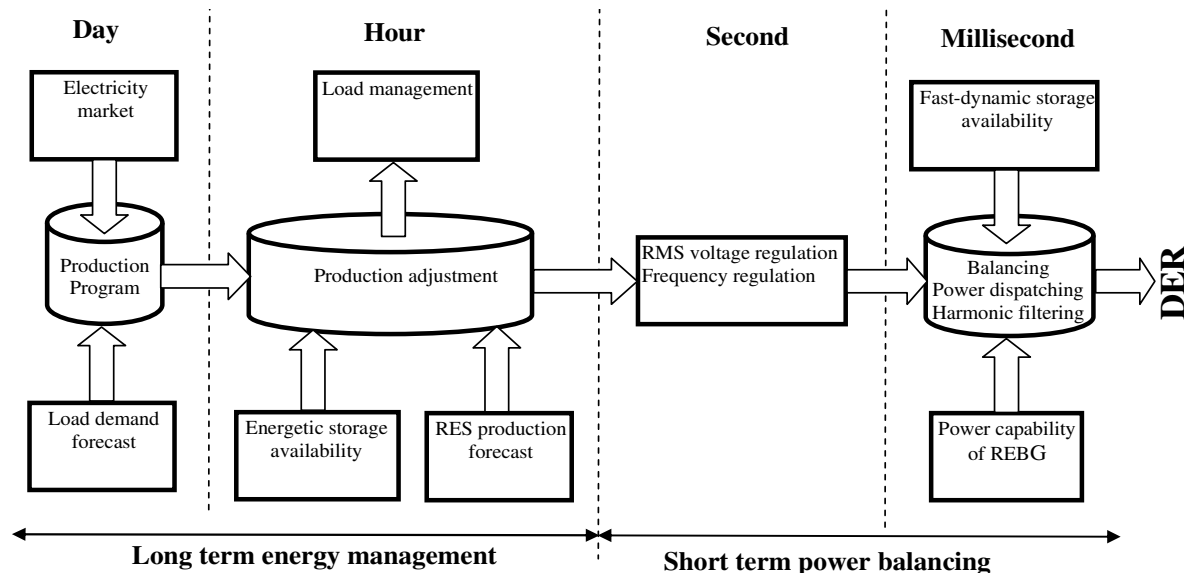 Day
Hour
Second
Millisecond
Electricity
market
Load management
Fast-dynamic storage
availability
Production
Program
Production adjustment
RMS voltage regulation
Frequency regulation
Balancing
Power dispatching
Harmonic filtering
DER
Load demand
forecast
Energetic storage
availability
RES production
forecast
Power capability
of REBG
Long term energy management
Short term power balancing